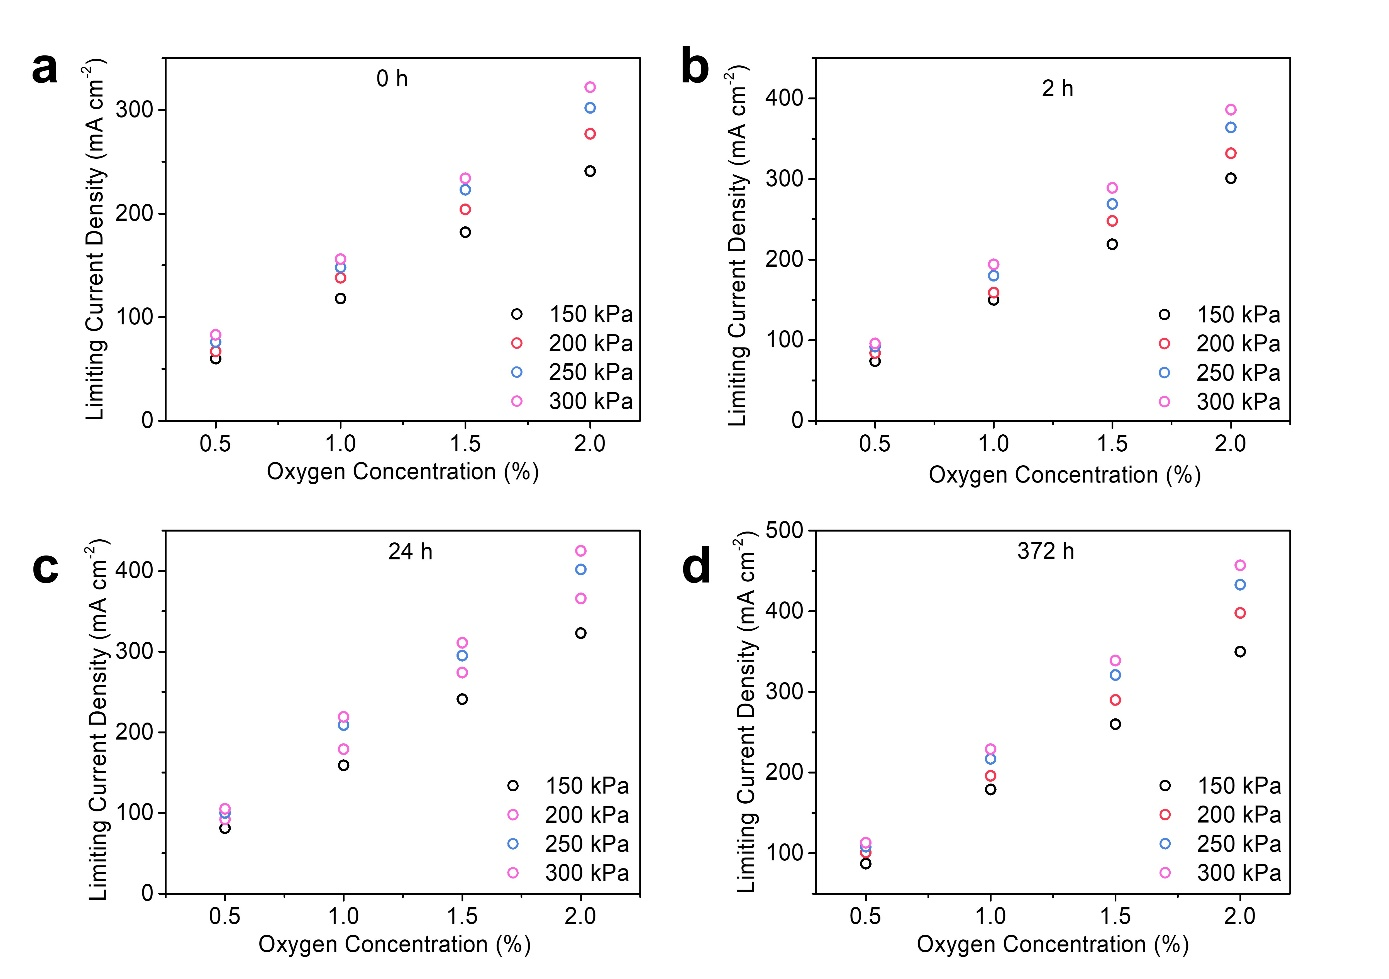 a
0 h
Limiting Current Density (mA cm-2)
300
200
100
0
150 kPa
200 kPa
250 kPa
300 kPa
0.5 1.0 1.5 2.0
Oxygen Concentration (%)
b
2 h
Limiting Current Density (mA cm-2)
400
300
200
100
0
150 kPa
200 kPa
250 kPa
300 kPa
0.5 1.0 1.5 2.0
Oxygen Concentration (%)
c
24 h
Limiting Current Density (mA cm-2)
400
300
200
100
0
150 kPa
200 kPa
250 kPa
300 kPa
0.5 1.0 1.5 2.0
Oxygen Concentration (%)
d
372 h
Limiting Current Density (mA cm-2)
500
400
300
200
100
150 kPa
200 kPa
250 kPa
300 kPa
0.5 1.0 1.5 2.0
Oxygen Concentration (%)